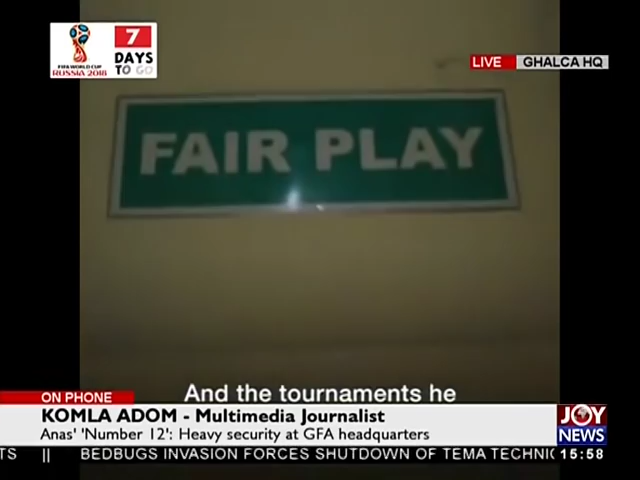 FIFA WORLD CUP
RUSSIA 2018
7
DAYS
TO GO
LIVE GHALCA HQ
FAIR PLAY
And the tournaments he
ON PHONE
KOMLA ADOM - Multimedia Journalist
Anas' 'Number 12': Heavy security at GFA headquarters
JOY
NEWS
TS || BEDBUGS INVASION FORCES SHUTDOWN OF TEMA TECHNIC 15:58